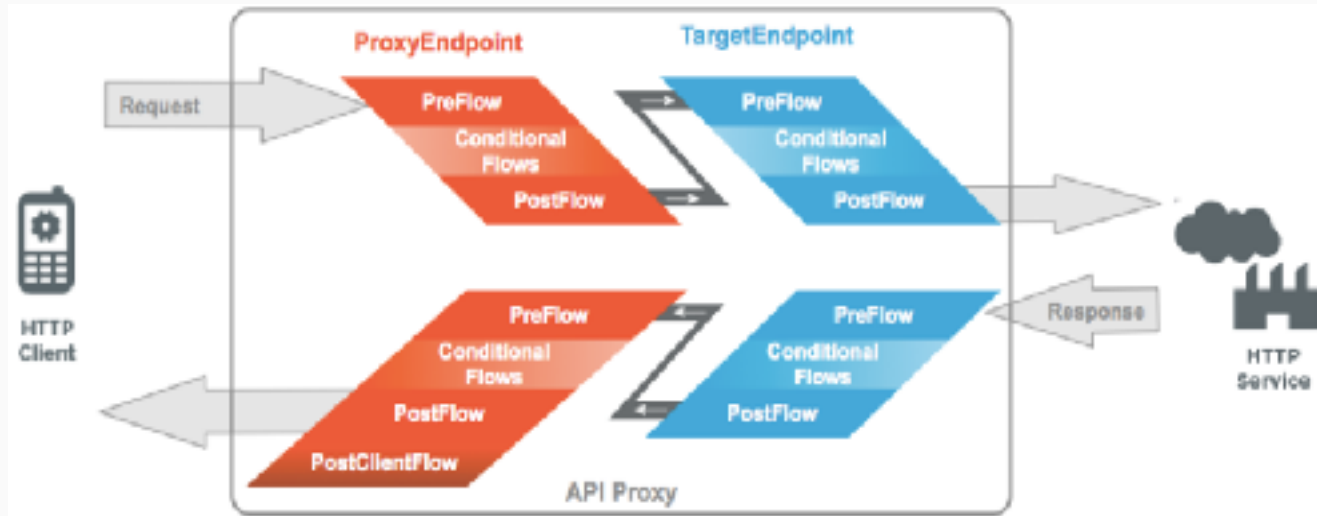 ProxyEndpoint
TargetEndpoint
Request
PreFlow
Conditional
Flows
PostFlow
PreFlow
Conditional
Flows
PostFlow
HTTP
Client
PreFlow
Conditional
Flows
PostFlow
PostClientFlow
PreFlow
Conditional
Flows
PostFlow
Response
HTTP
Service
API Proxy